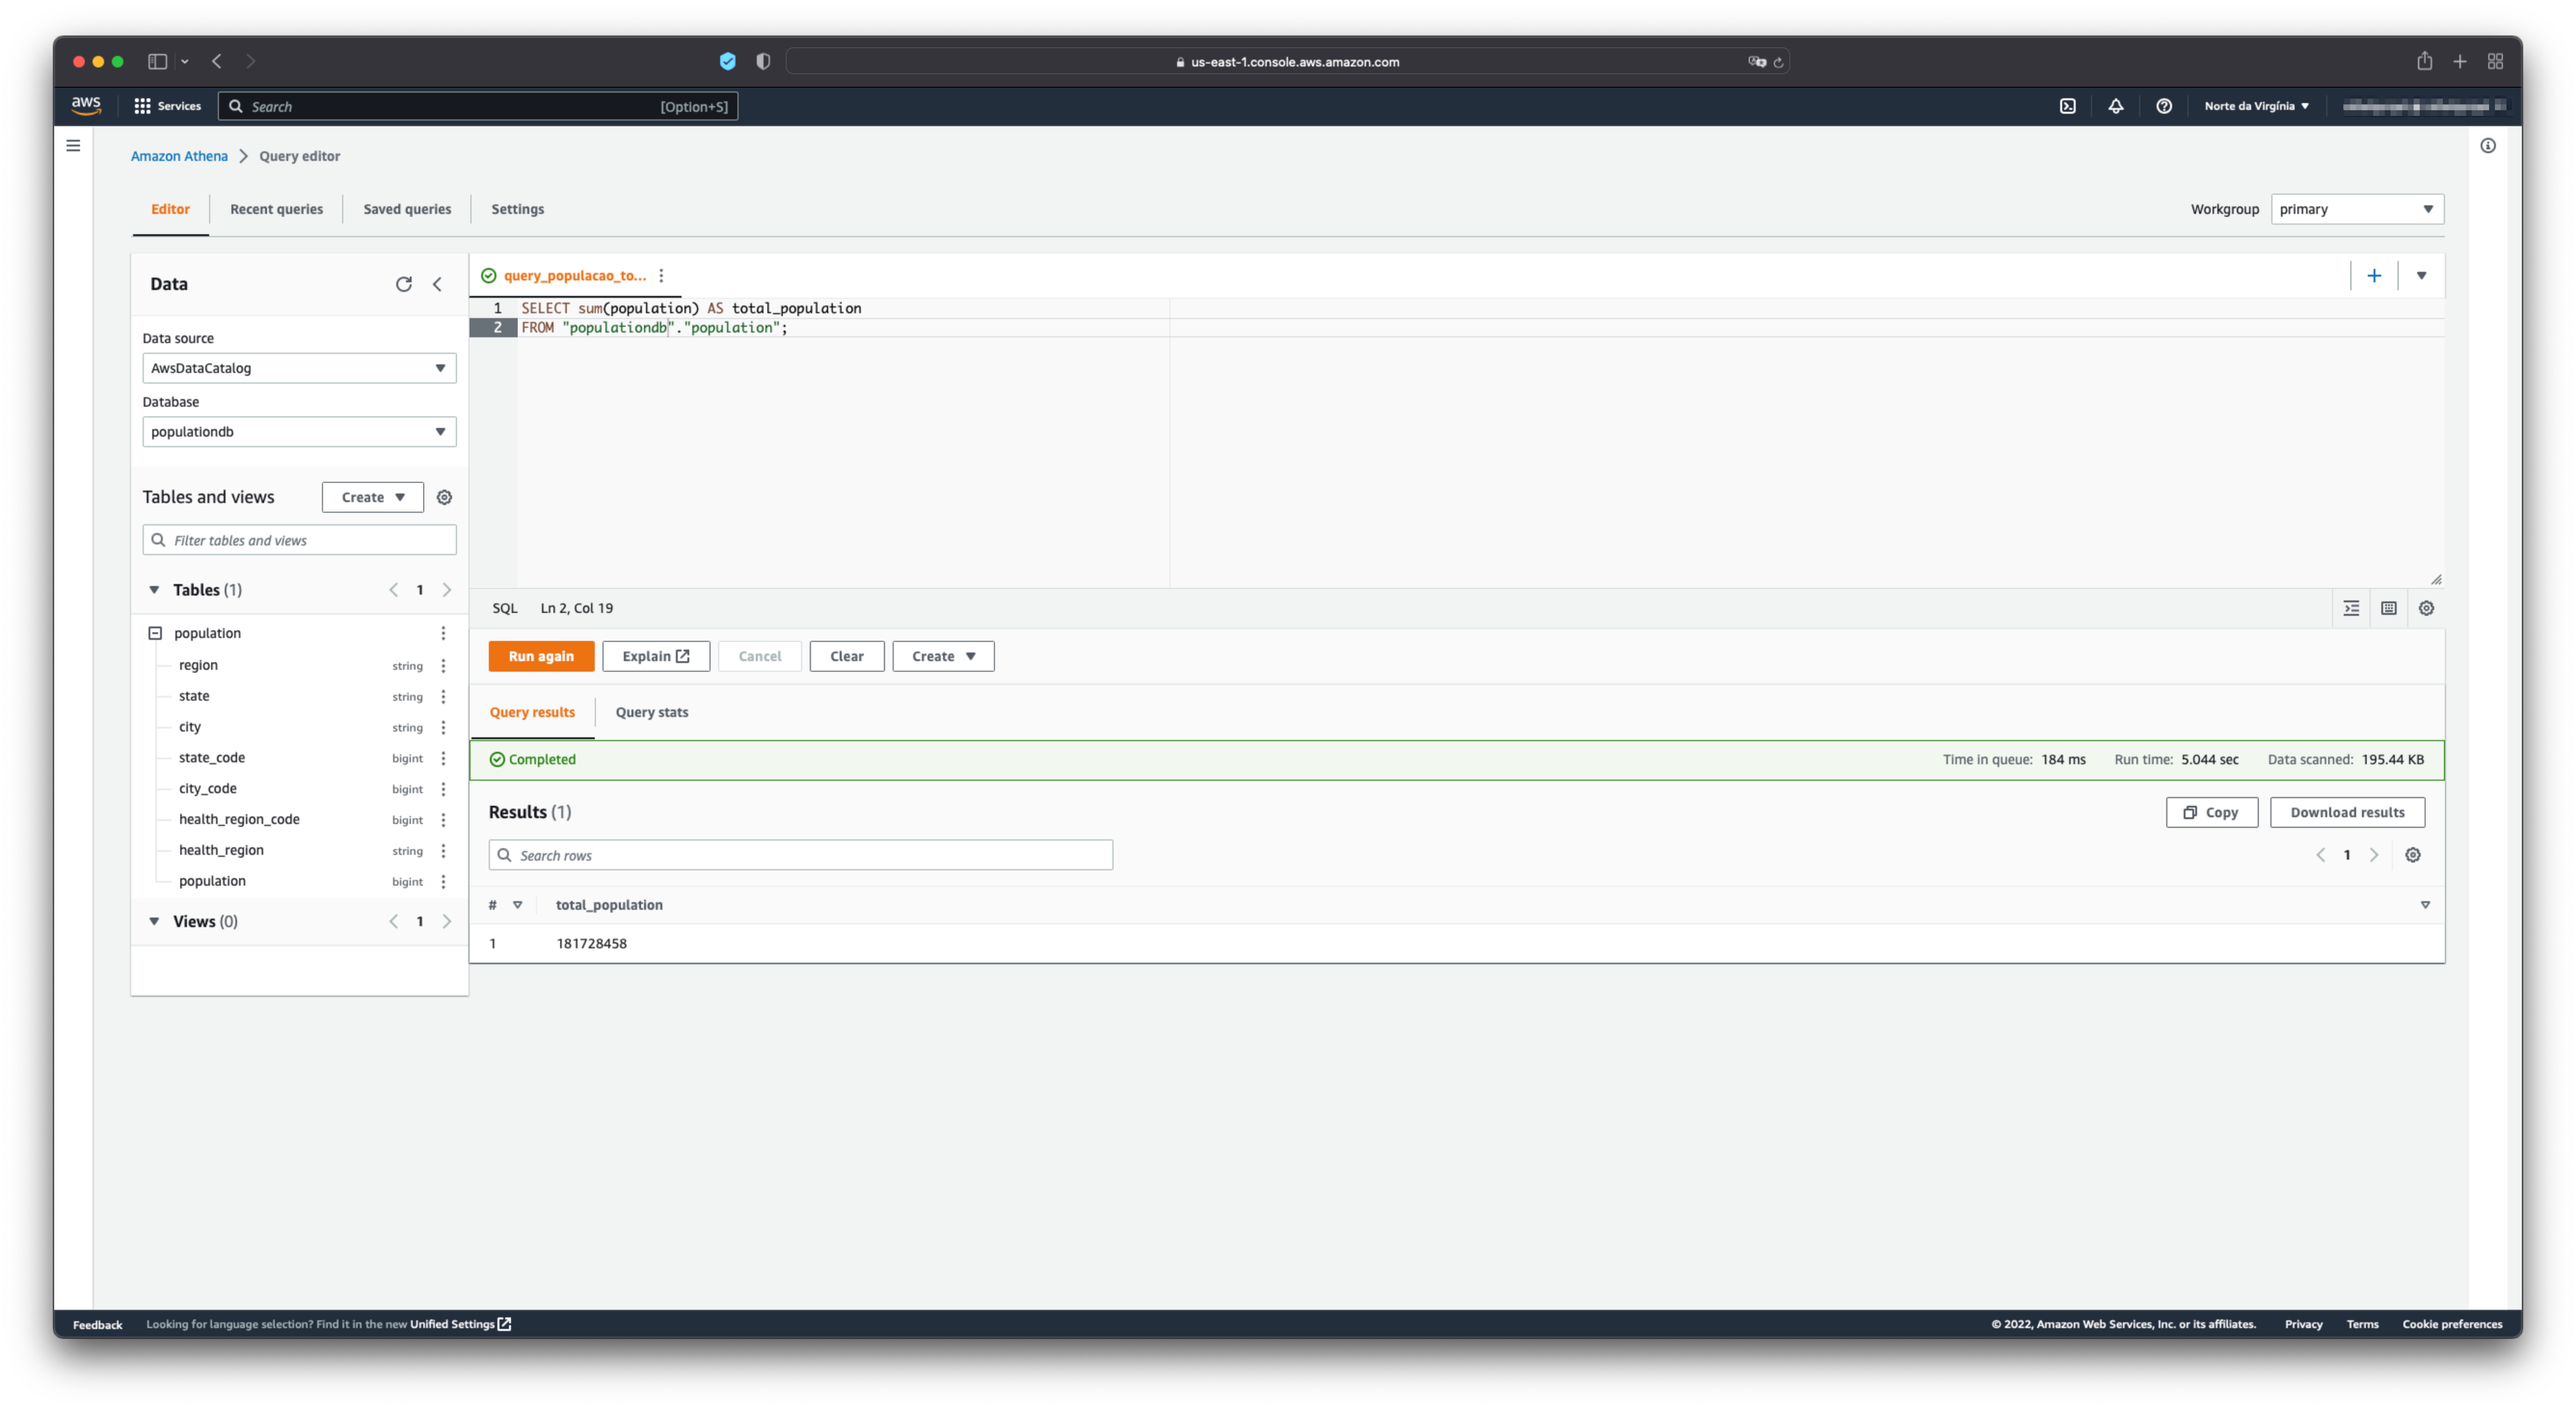 us-east-1.console.aws.amazon.com
aws Services Search [Option+S] Norte da Virgínia
Amazon Athena Query editor
Editor Recent queries Saved queries Settings Workgroup primary
Data
Data source
AwsDataCatalog
Database
populationdb
Tables and views Create
Filter tables and views
Tables (1) 1
population
region string
state string
city string
state_code bigint
city_code bigint
health_region_code bigint
health_region string
population bigint
Views (0) 1
query_populacao_to...
1 SELECT sum(population) AS total_population
2 FROM "populationdb"."population";
SQL Ln 2, Col 19
Run again Explain Cancel Clear Create
Query results Query stats
Completed Time in queue: 184 ms Run time: 5.044 sec Data scanned: 195.44 KB
Results (1) Copy Download results
Search rows 1
# total_population
1 181728458
Feedback Looking for language selection? Find it in the new Unified Settings © 2022, Amazon Web Services, Inc. or its affiliates. Privacy Terms Cookie preferences